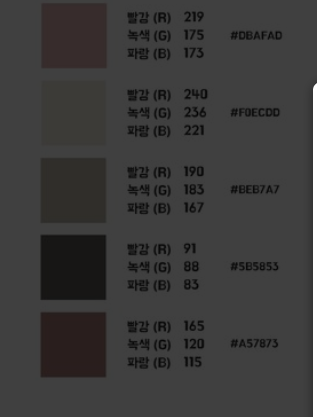 빨강 (R) 219
녹색 (G) 175 #DBAFAD
파랑 (B) 173
빨강 (R) 240
녹색 (G) 236 #F0ECDD
파랑 (B) 221
빨강 (R) 190
녹색 (G) 183 #BEB7A7
파랑 (B) 167
빨강 (R) 91
녹색 (G) 88 #5B5853
파랑 (B) 83
빨강 (R) 165
녹색 (G) 120 #A57873
파랑 (B) 115